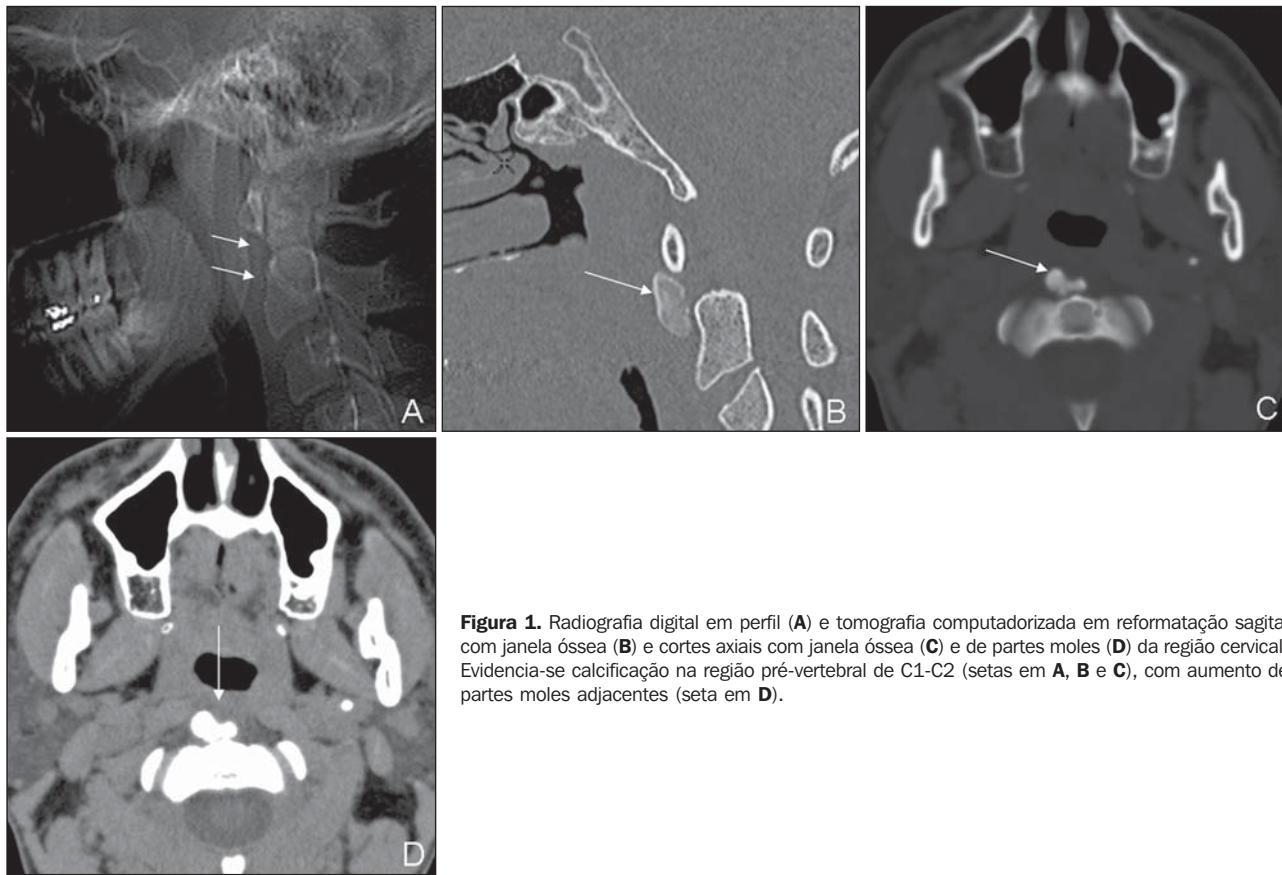 A
B
C
D
Figura 1. Radiografia digital em perfil (A) e tomografia computadorizada em reformatação sagita
com janela óssea (B) e cortes axiais com janela óssea (C) e de partes moles (D) da região cervical
Evidencia-se calcificação na região pré-vertebral de C1-C2 (setas em A, B e C), com aumento de
partes moles adjacentes (seta em D).